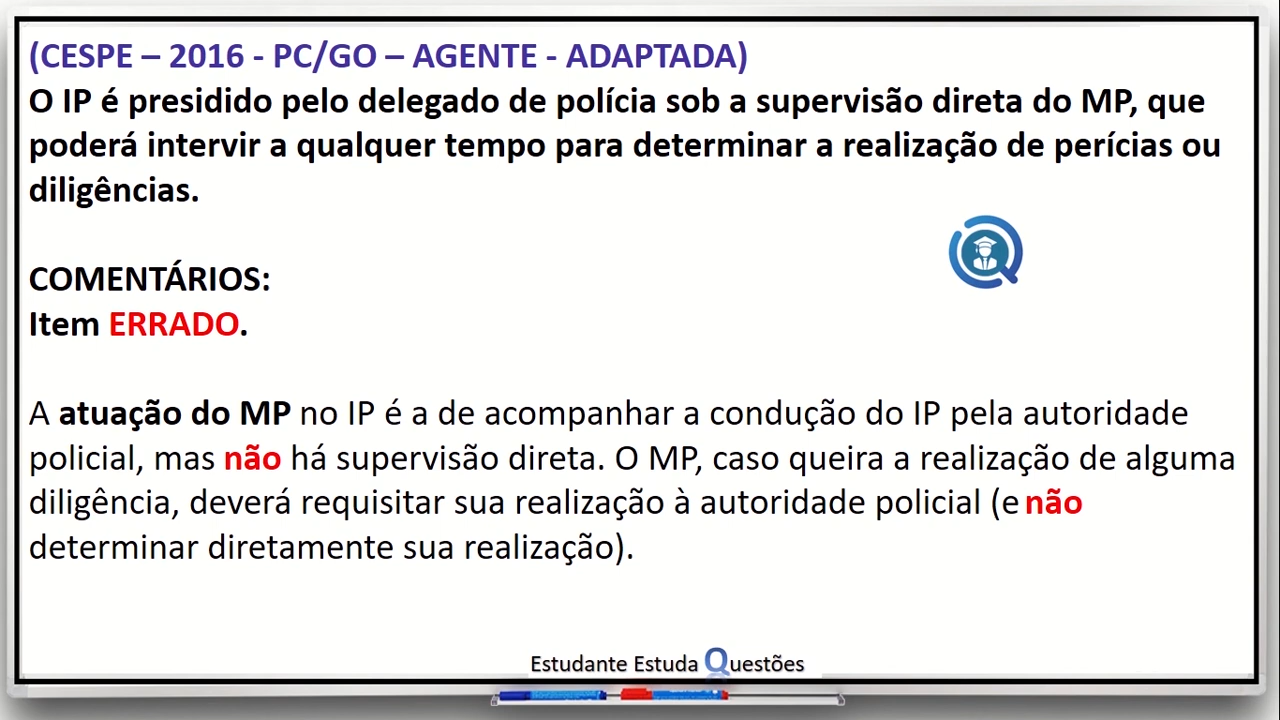 (CESPE – 2016 - PC/GO – AGENTE - ADAPTADA)
O IP é presidido pelo delegado de polícia sob a supervisão direta do MP, que
poderá intervir a qualquer tempo para determinar a realização de perícias ou
diligências.
COMENTÁRIOS:
Item ERRADO.
A atuação do MP no IP é a de acompanhar a condução do IP pela autoridade
policial, mas não há supervisão direta. O MP, caso queira a realização de alguma
diligência, deverá requisitar sua realização à autoridade policial (e não
determinar diretamente sua realização).
Estudante Estuda Questões